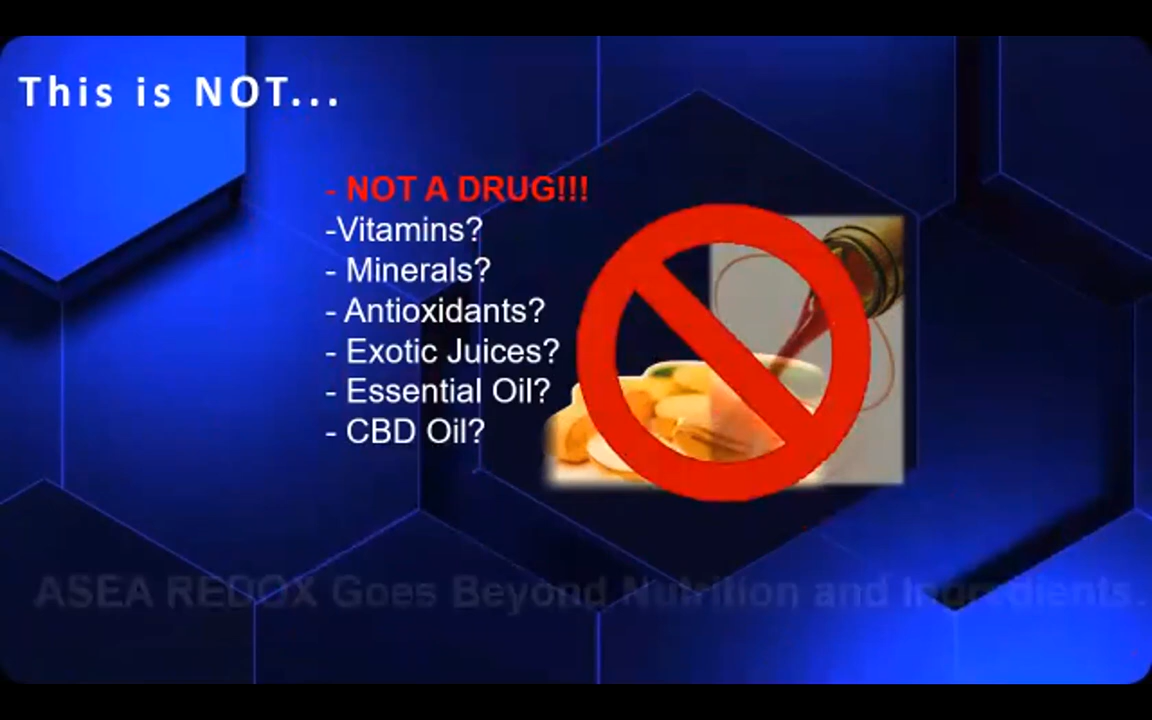 This is NOT...
- NOT A DRUG!!!
-Vitamins?
- Minerals?
- Antioxidants?
- Exotic Juices?
- Essential Oil?
- CBD Oil?
ASEA REDOX Goes Beyond Nutrition and Ingredients.